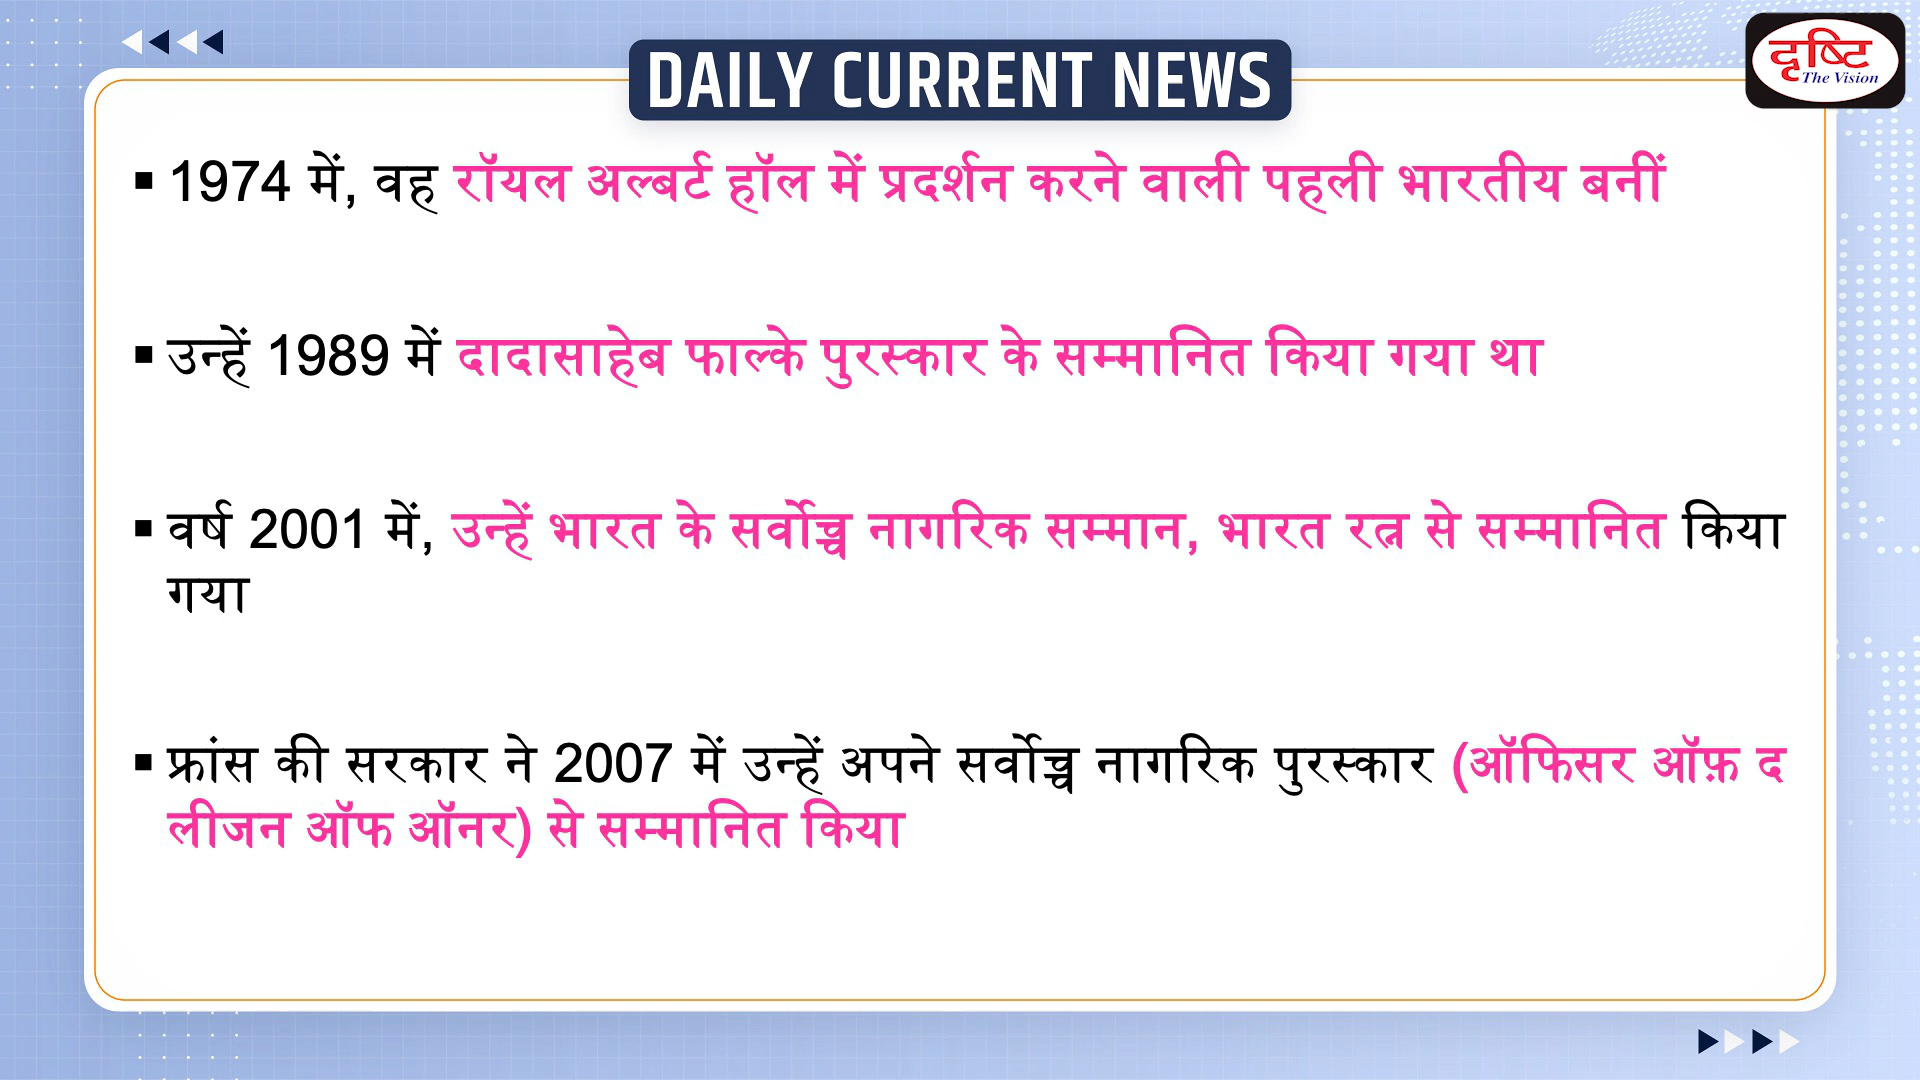 DAILY CURRENT NEWS
दृष्टि
The Vision
▪ 1974 में, वह रॉयल अल्बर्ट हॉल में प्रदर्शन करने वाली पहली भारतीय बनीं
▪ उन्हें 1989 में दादासाहेब फाल्के पुरस्कार के सम्मानित किया गया था
▪ वर्ष 2001 में, उन्हें भारत के सर्वोच्च नागरिक सम्मान, भारत रत्न से सम्मानित किया
गया
▪ फ्रांस की सरकार ने 2007 में उन्हें अपने सर्वोच्च नागरिक पुरस्कार (ऑफिसर ऑफ़ द
लीजन ऑफ ऑनर) से सम्मानित किया